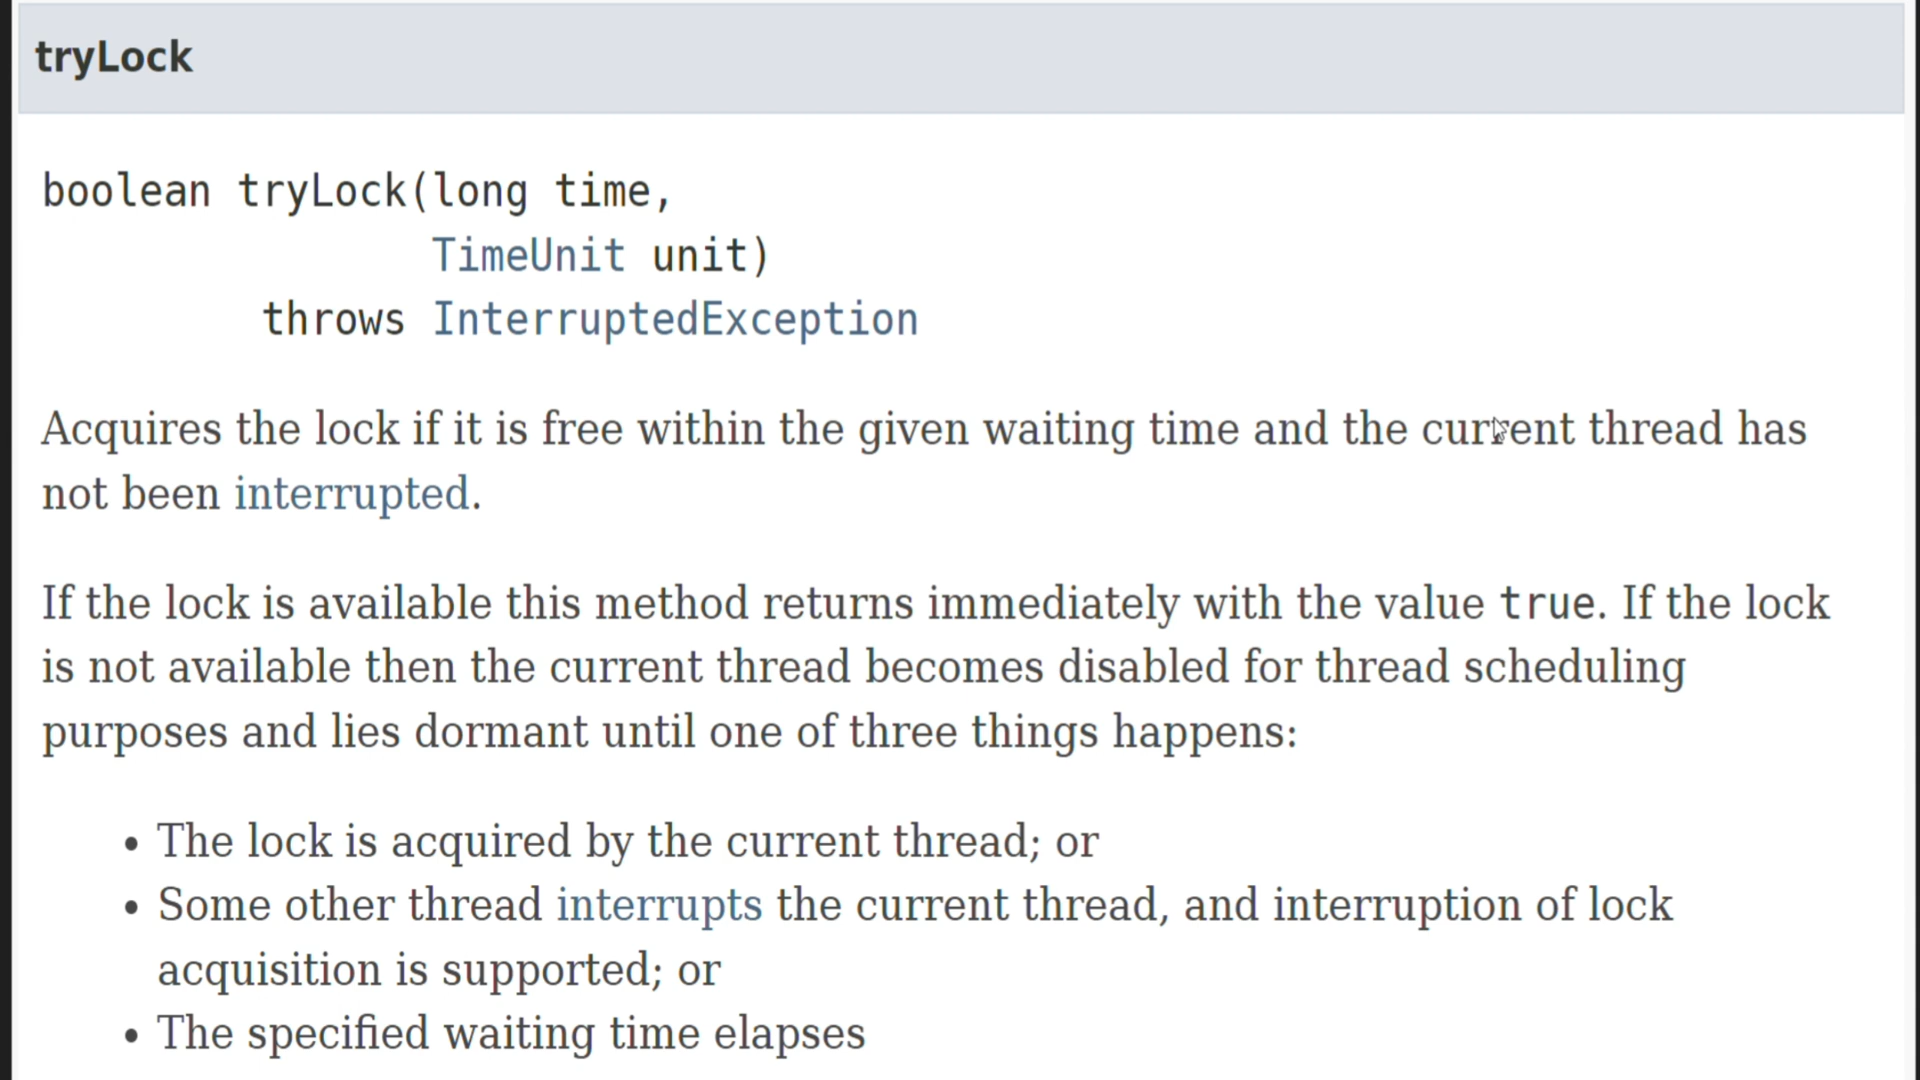 tryLock
boolean tryLock(long time,
TimeUnit unit)
throws InterruptedException
Acquires the lock if it is free within the given waiting time and the current thread has
not been interrupted.
If the lock is available this method returns immediately with the value true. If the lock
is not available then the current thread becomes disabled for thread scheduling
purposes and lies dormant until one of three things happens:
• The lock is acquired by the current thread; or
• Some other thread interrupts the current thread, and interruption of lock
acquisition is supported; or
• The specified waiting time elapses